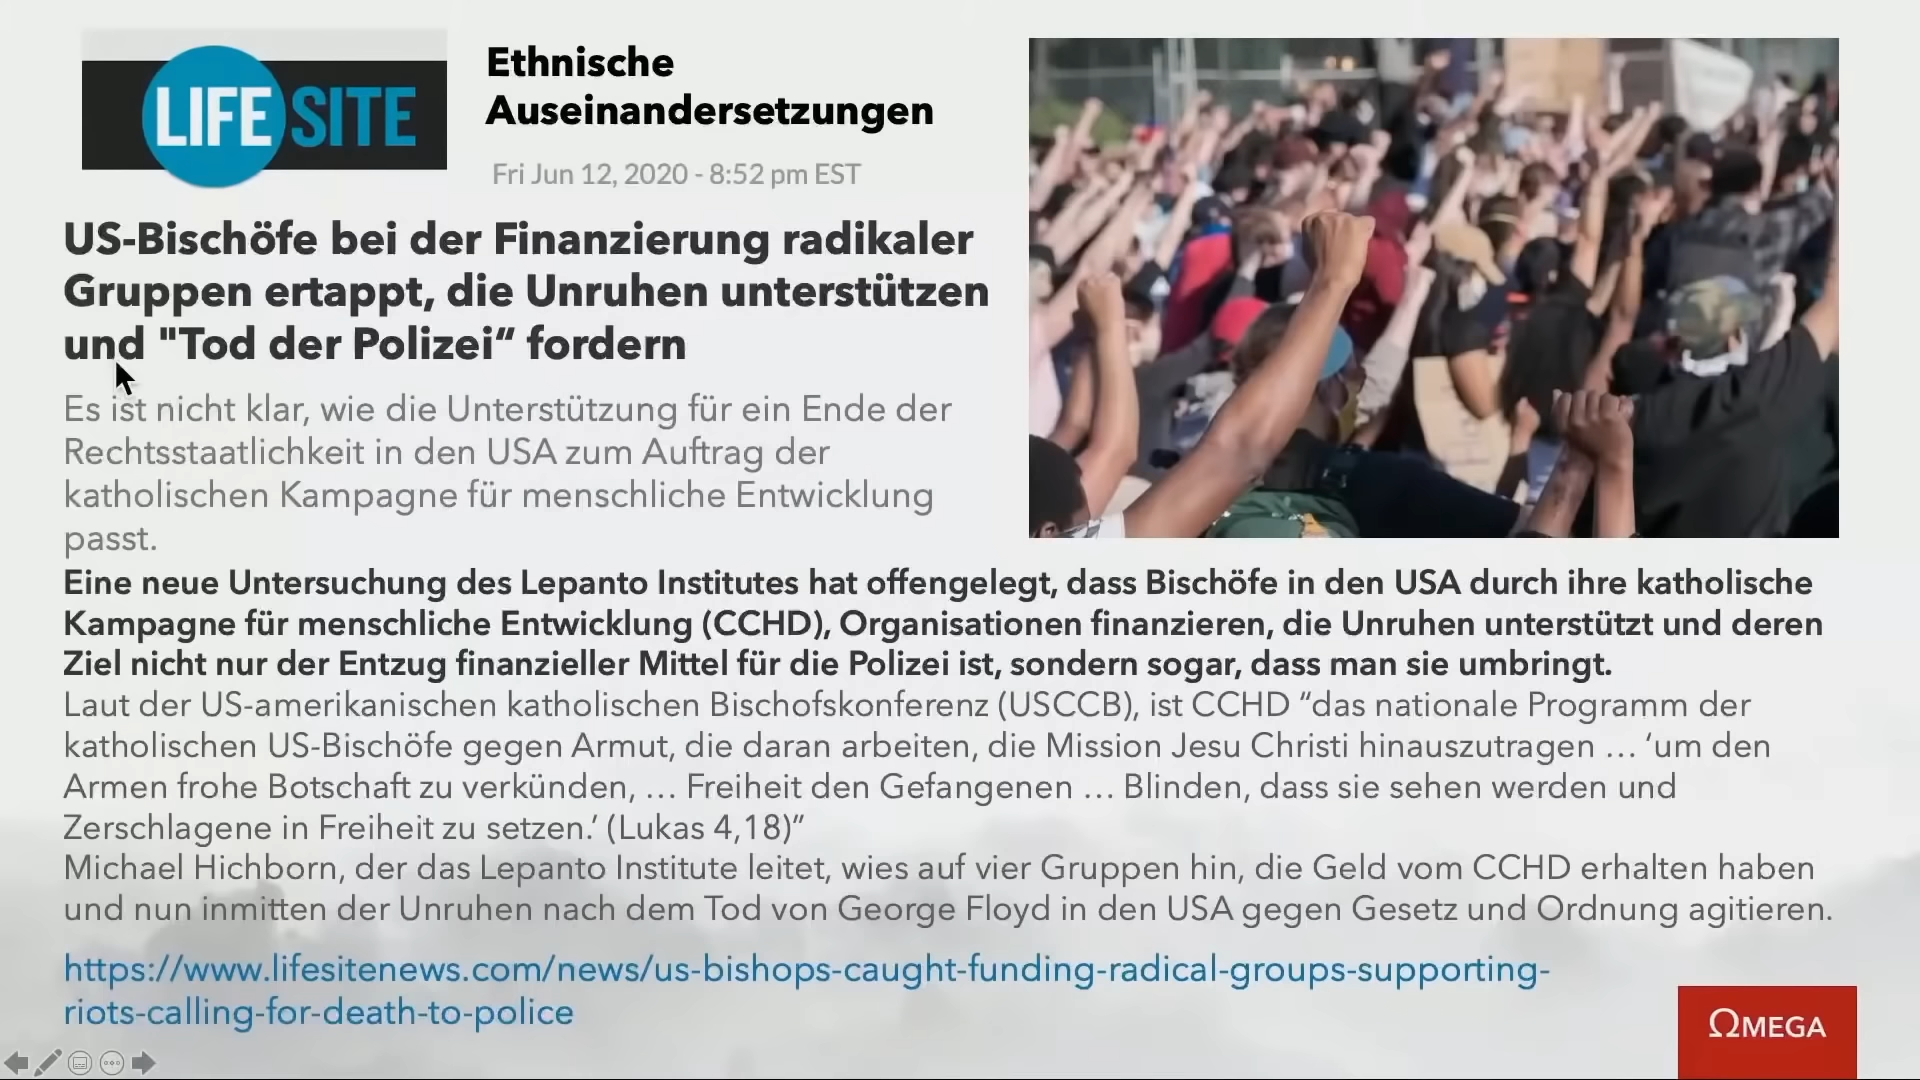 LIFE SITE
Ethnische
Auseinandersetzungen
Fri Jun 12, 2020 - 8:52 pm EST
US-Bischöfe bei der Finanzierung radikaler
Gruppen ertappt, die Unruhen unterstützen
und "Tod der Polizei“ fordern
Es ist nicht klar, wie die Unterstützung für ein Ende der
Rechtsstaatlichkeit in den USA zum Auftrag der
katholischen Kampagne für menschliche Entwicklung
passt.
Eine neue Untersuchung des Lepanto Institutes hat offengelegt, dass Bischöfe in den USA durch ihre katholische
Kampagne für menschliche Entwicklung (CCHD), Organisationen finanzieren, die Unruhen unterstützt und deren
Ziel nicht nur der Entzug finanzieller Mittel für die Polizei ist, sondern sogar, dass man sie umbringt.
Laut der US-amerikanischen katholischen Bischofskonferenz (USCCB), ist CCHD “das nationale Programm der
katholischen US-Bischöfe gegen Armut, die daran arbeiten, die Mission Jesu Christi hinauszutragen … ‘um den
Armen frohe Botschaft zu verkünden, … Freiheit den Gefangenen … Blinden, dass sie sehen werden und
Zerschlagene in Freiheit zu setzen.’ (Lukas 4,18)”
Michael Hichborn, der das Lepanto Institute leitet, wies auf vier Gruppen hin, die Geld vom CCHD erhalten haben
und nun inmitten der Unruhen nach dem Tod von George Floyd in den USA gegen Gesetz und Ordnung agitieren.
https://www.lifesitenews.com/news/us-bishops-caught-funding-radical-groups-supporting-
riots-calling-for-death-to-police
ΩMEGA